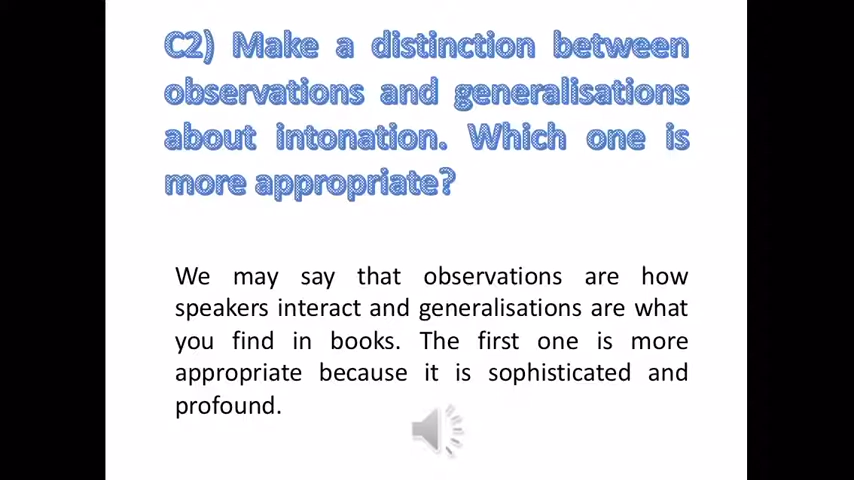 C2) Make a distinction between
observations and generalisations
about intonation. Which one is
more appropriate?
We may say that observations are how
speakers interact and generalisations are what
you find in books. The first one is more
appropriate because it is sophisticated and
profound.